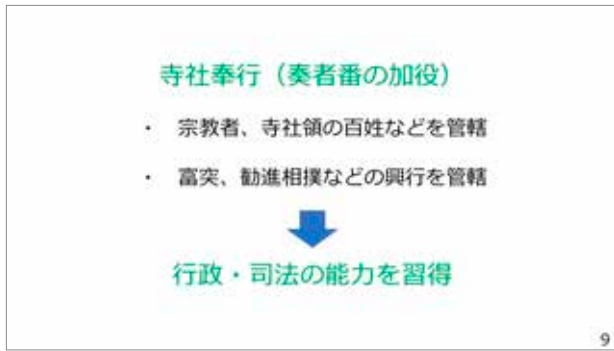 寺社奉行（奏者番の加役）
・ 宗教者、寺社領の百姓などを管轄
・ 富突、勧進相撲などの興行を管轄
行政・司法の能力を習得
9